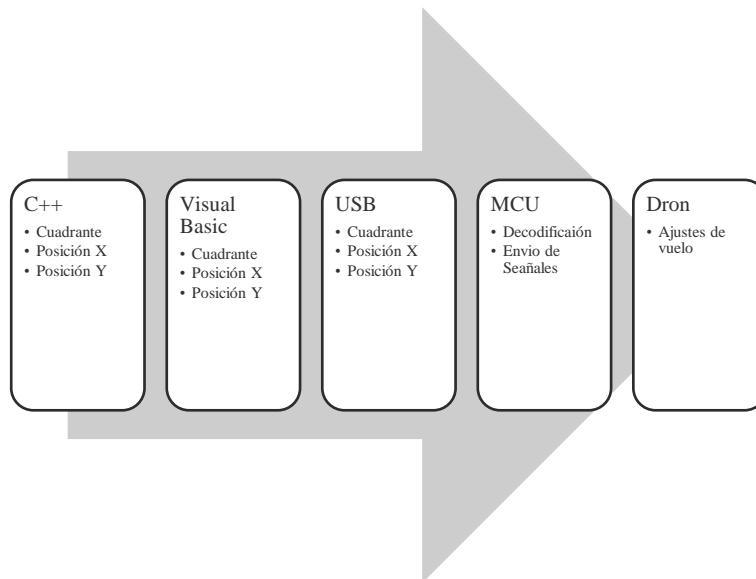 C++
• Cuadrante
• Posición X
• Posición Y
Visual
Basic
• Cuadrante
• Posición X
• Posición Y
USB
• Cuadrante
• Posición X
• Posición Y
MCU
• Decodificaión
• Envio de
Seañales
Dron
• Ajustes de
vuelo